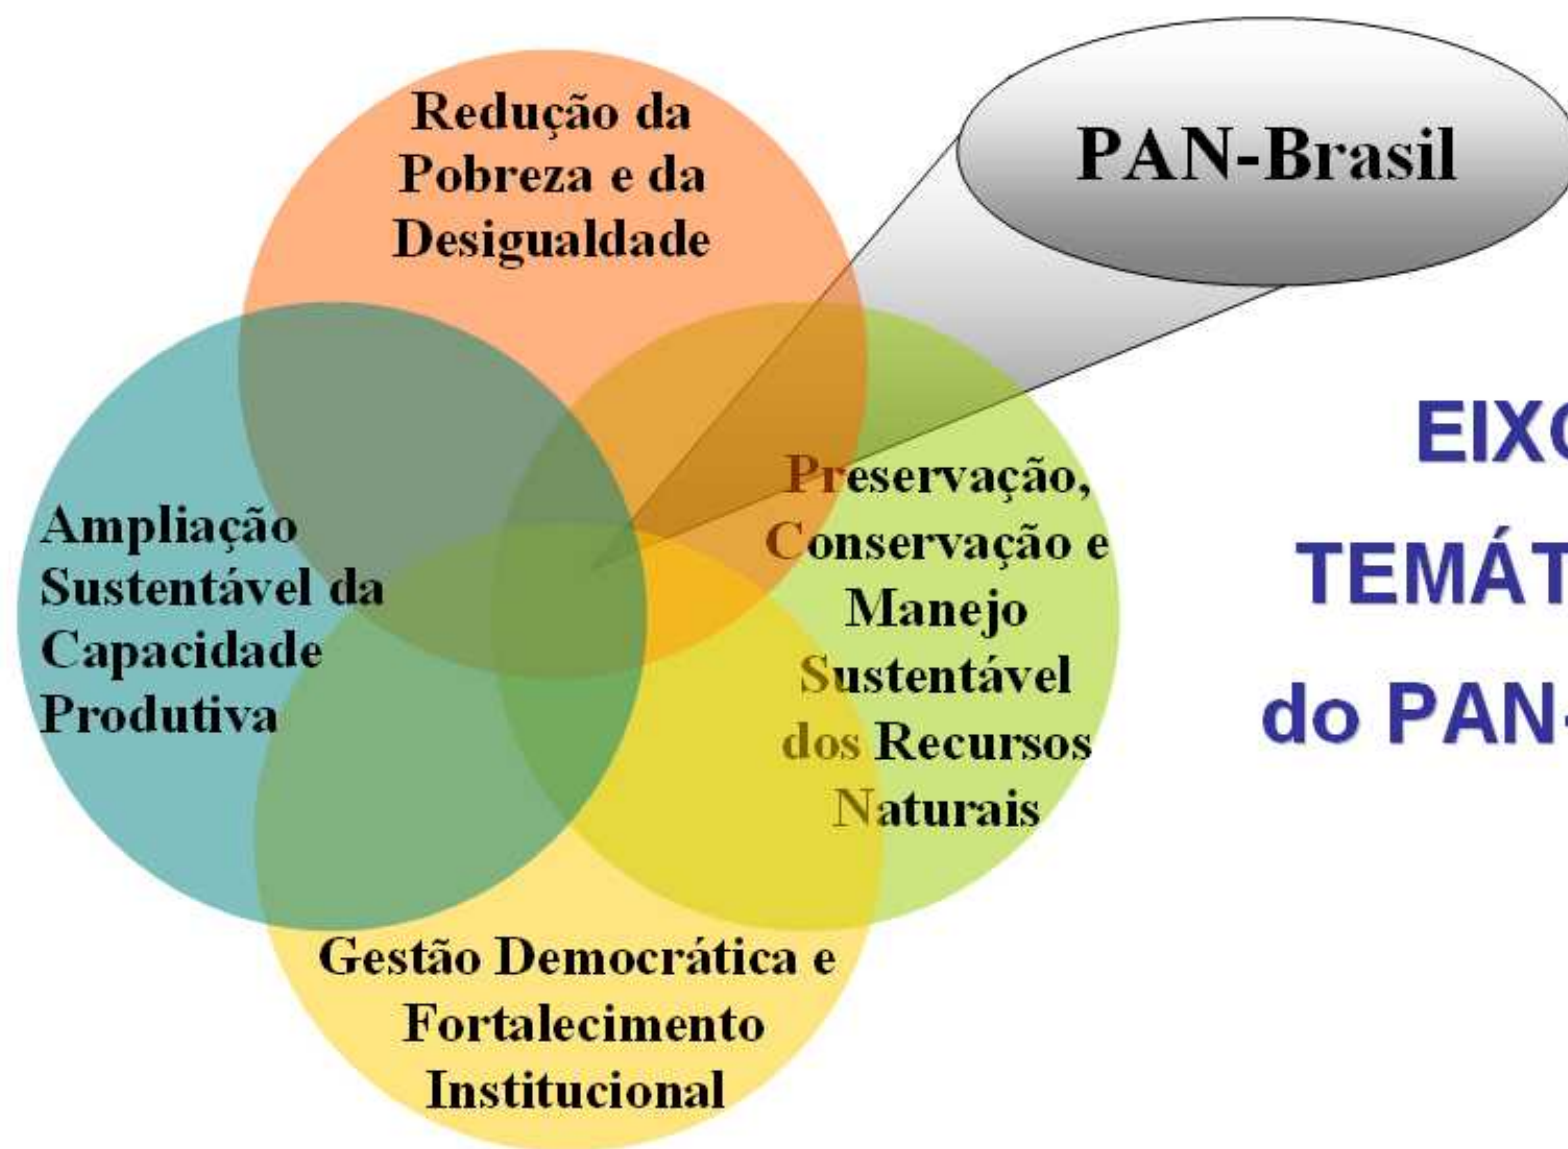 Redução da
Pobreza e da
Desigualdade
PAN-Brasil
Ampliação
Sustentável da
Capacidade
Produtiva
Preservação,
Conservação e
Manejo
Sustentável
dos Recursos
Naturais
Gestão Democrática e
Fortalecimento
Institucional
do